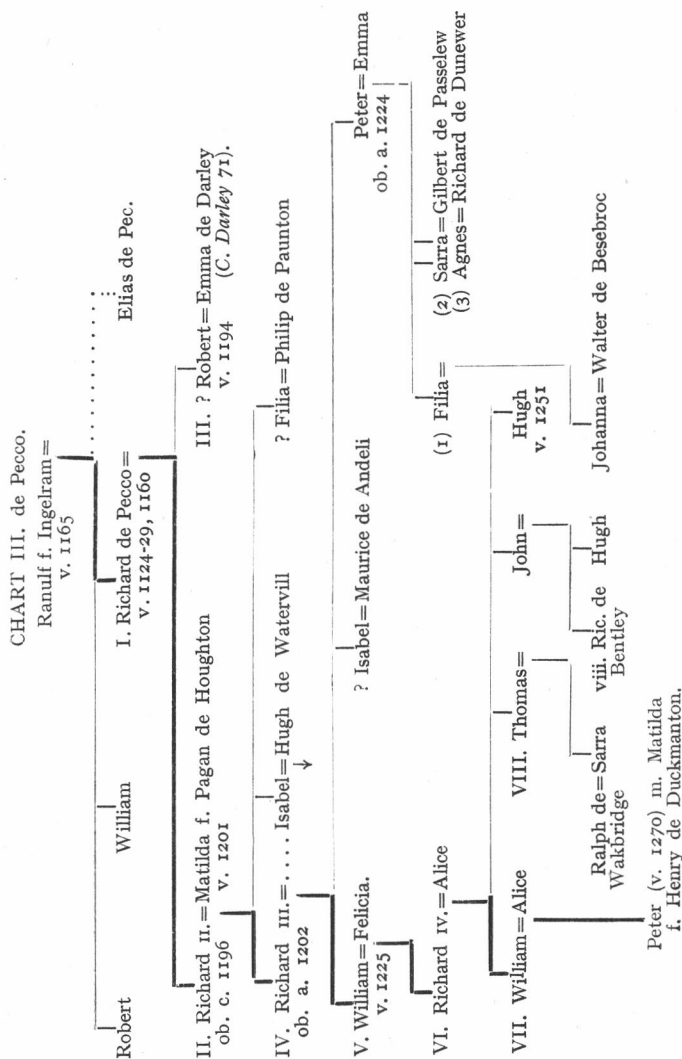 CHART III. de Pecco.
Ranulf f. Ingelram=
v. 1165
Robert William I. Richard de Pecco= Elias de Pec.
v. 1124-29, 1160
II. Richard II.=Matilda f. Pagan de Houghton III. ? Robert=Emma de Darley
ob. c. 1196 v. 1201 v. 1194 (C. Darley 71).
IV. Richard III.=.... Isabel=Hugh de Watervill ? Filia=Philip de Paunton
ob. a. 1202
V. William=Felicia. ? Isabel=Maurice de Andeli Peter=Emma
v. 1225 ob. a. 1224
VI. Richard IV.=Alice (1) Filia= (2) Sarra=Gilbert de Passelew
(3) Agnes=Richard de Dunewer
VII. William=Alice VIII. Thomas= John= Hugh
v. 1251
Ralph de=Sarra viii. Ric. de Hugh Johanna=Walter de Besebroc
Wakbridge Bentley
Peter (v. 1270) m. Matilda
f. Henry de Duckmanton.